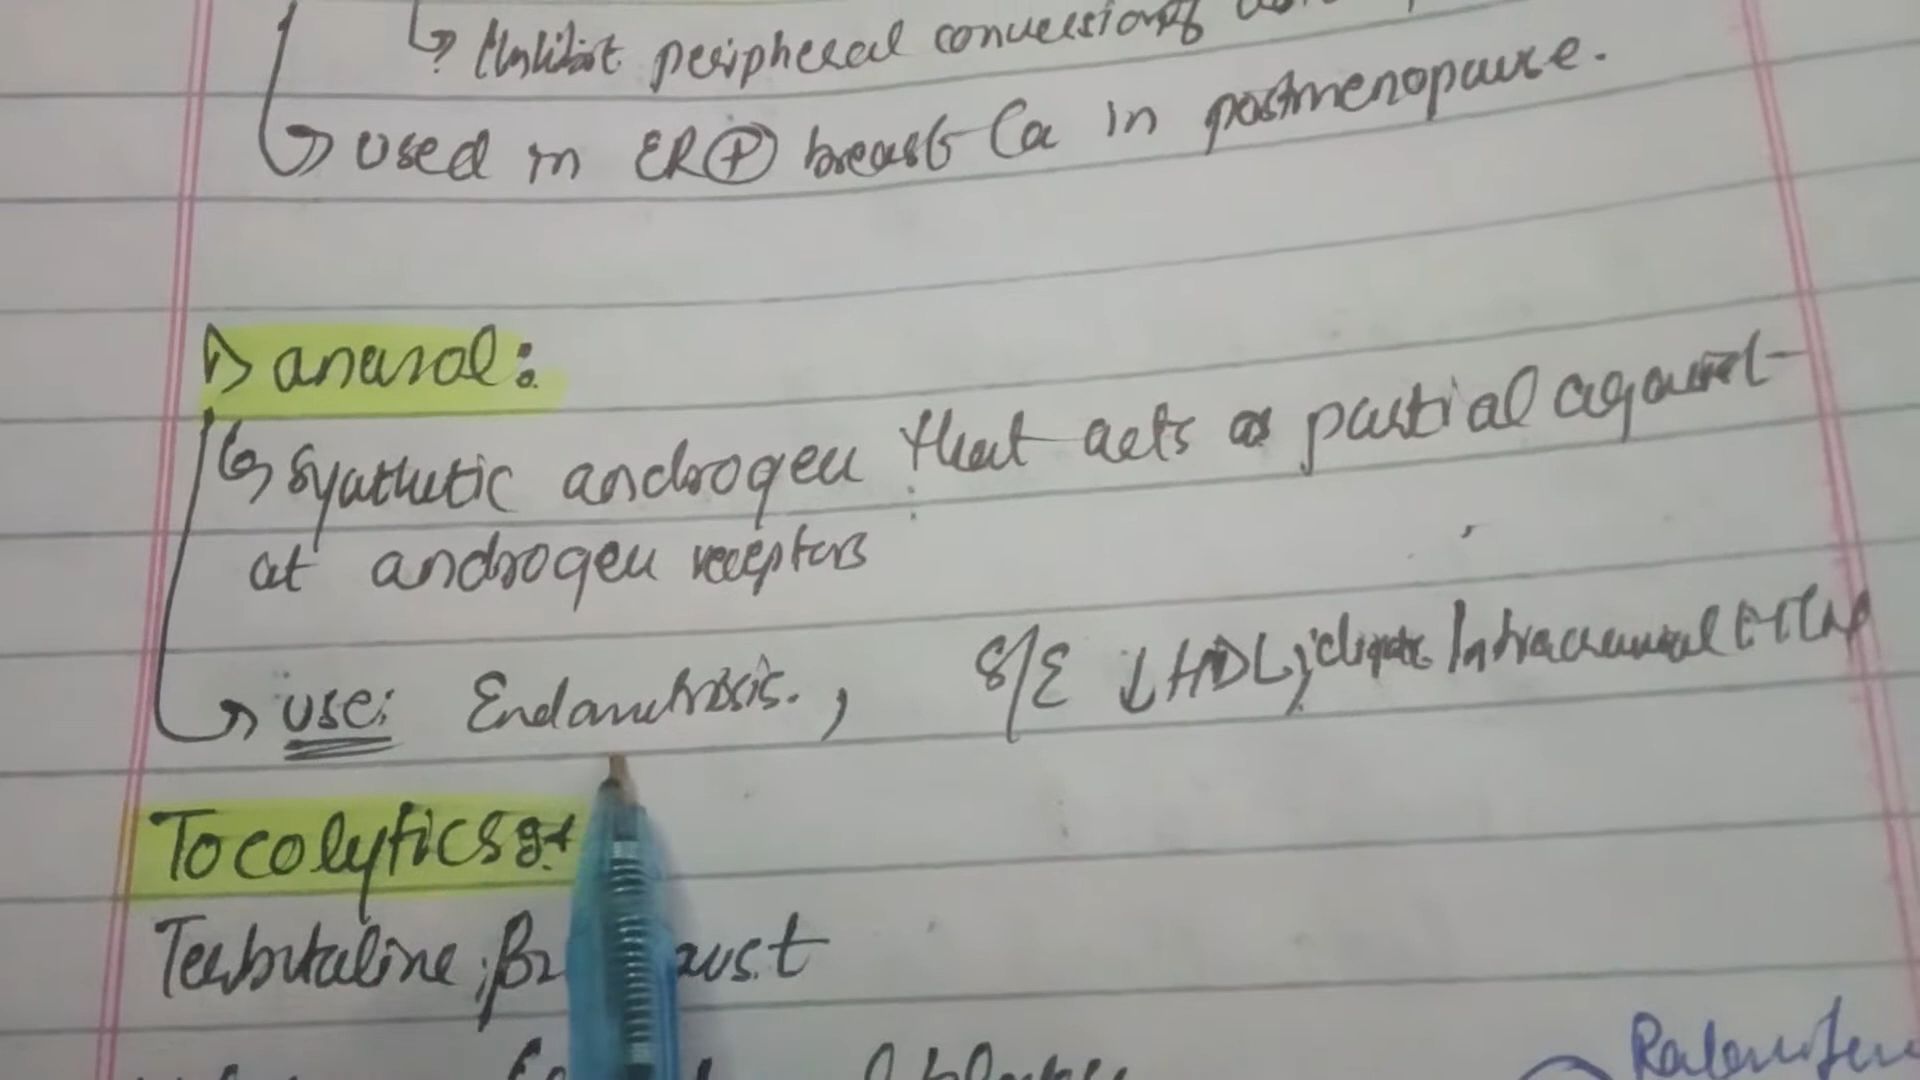 ↳ Inhibit peripheral conversion of
↳ used in ER⊕ breast Ca in postmenopause.
Danazol:
↳ Synthetic androgen that acts as partial agonist
at androgen receptors
↳ use: Endometriosis. , S/E ↓HDL; Intracranial
Tocolytics:
Terbutaline; β2